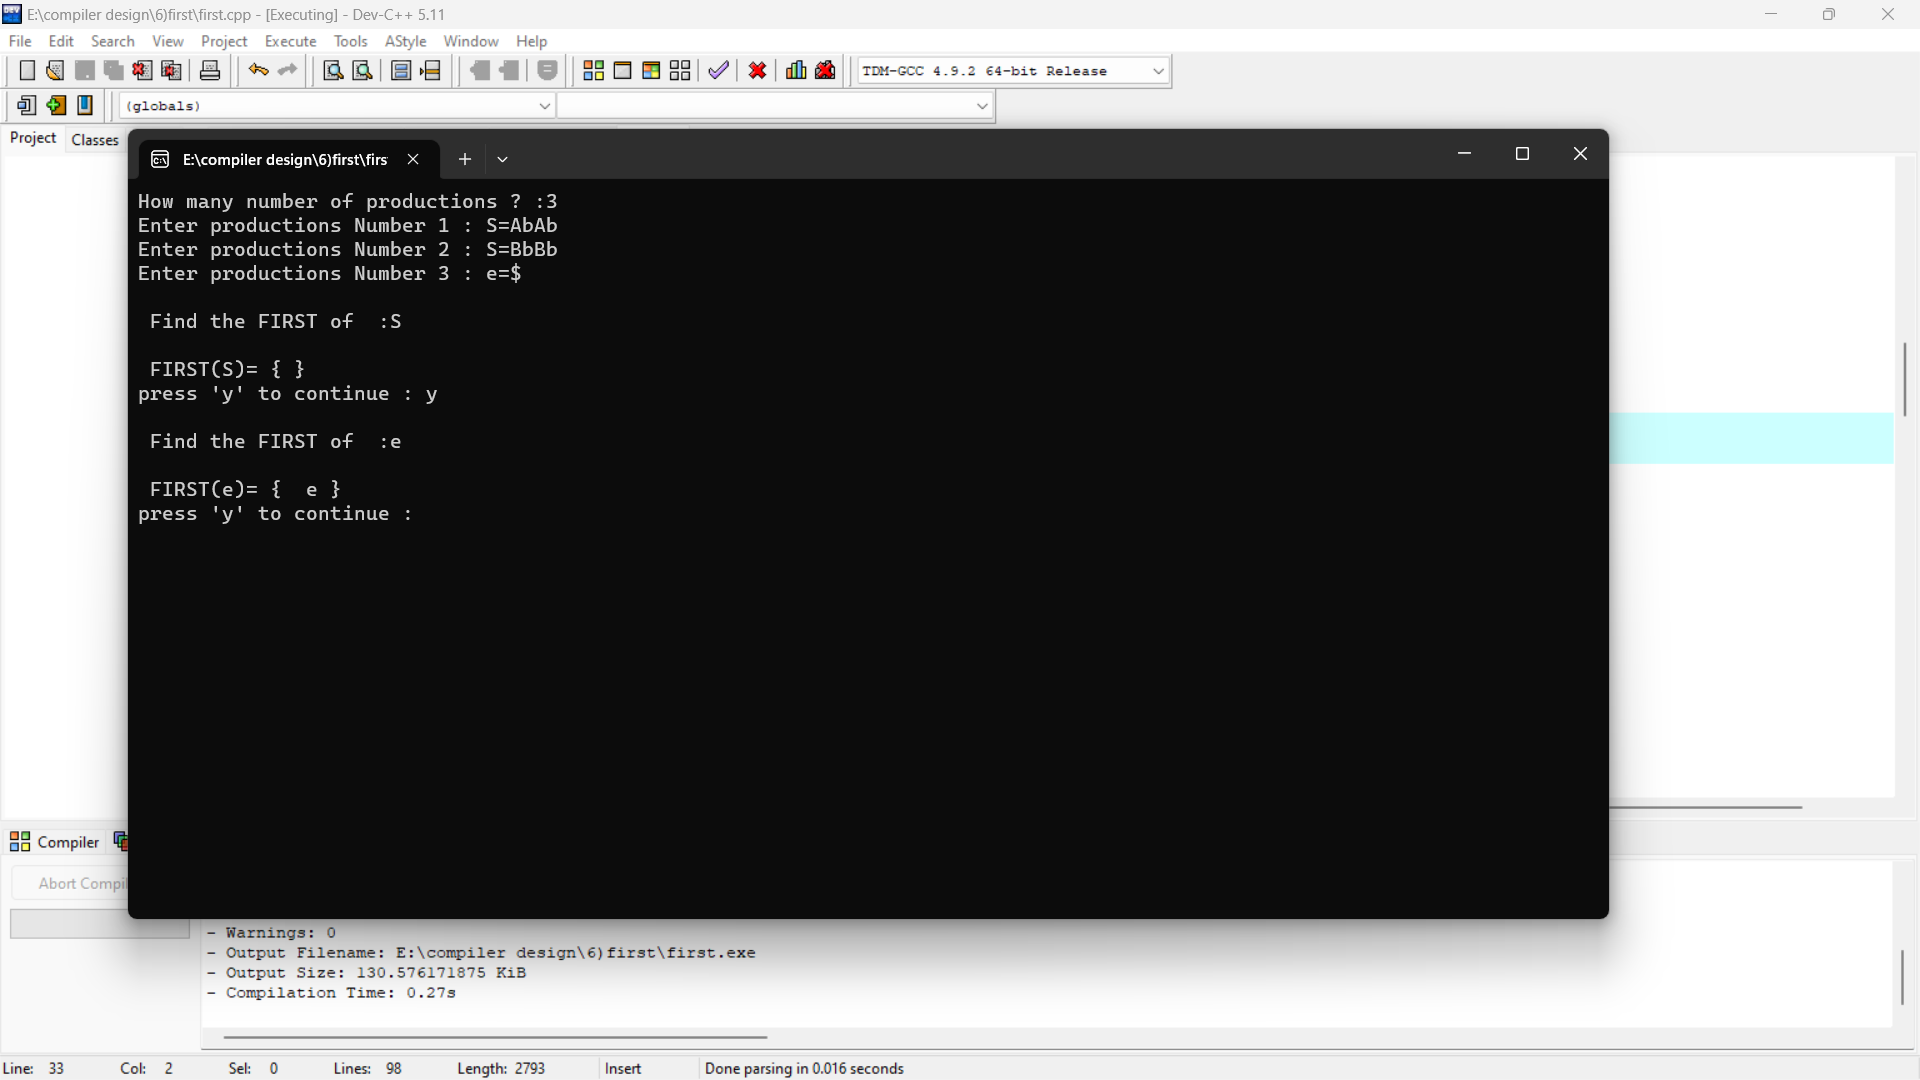 E:\compiler design\6)first\first.cpp - [Executing] - Dev-C++ 5.11
File Edit Search View Project Execute Tools AStyle Window Help
TDM-GCC 4.9.2 64-bit Release
(globals)
Project Classes
E:\compiler design\6)first\firs
How many number of productions ? :3
Enter productions Number 1 : S=AbAb
Enter productions Number 2 : S=BbBb
Enter productions Number 3 : e=$
Find the FIRST of :S
FIRST(S)= { }
press 'y' to continue : y
Find the FIRST of :e
FIRST(e)= { e }
press 'y' to continue :
Compiler
Abort Compil
- Warnings: 0
- Output Filename: E:\compiler design\6)first\first.exe
- Output Size: 130.576171875 KiB
- Compilation Time: 0.27s
Line: 33 Col: 2 Sel: 0 Lines: 98 Length: 2793 Insert Done parsing in 0.016 seconds